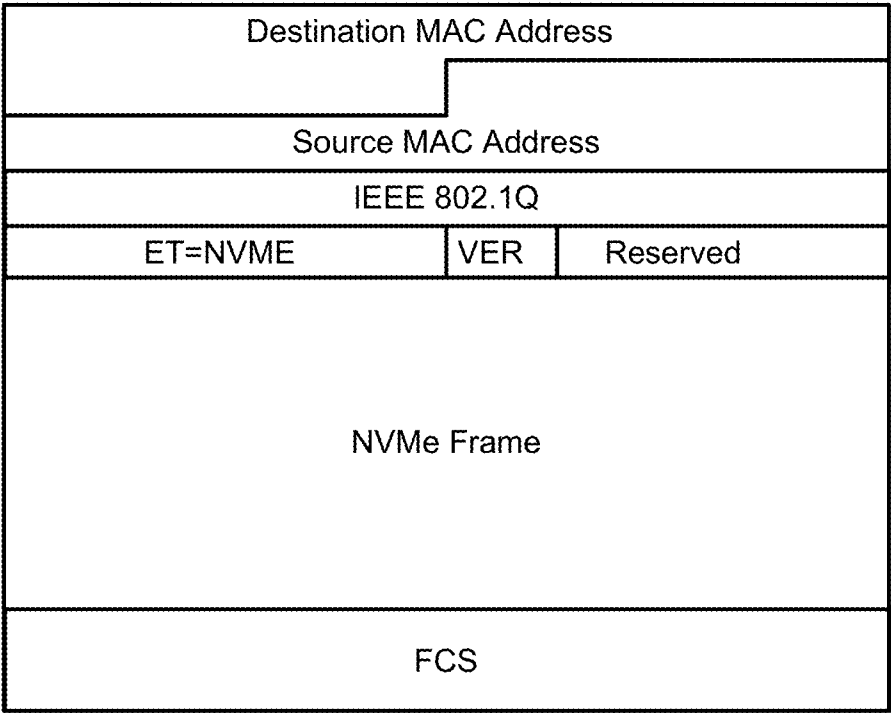 Destination MAC Address
Source MAC Address
IEEE 802.1Q
ET=NVME VER Reserved
NVMe Frame
FCS